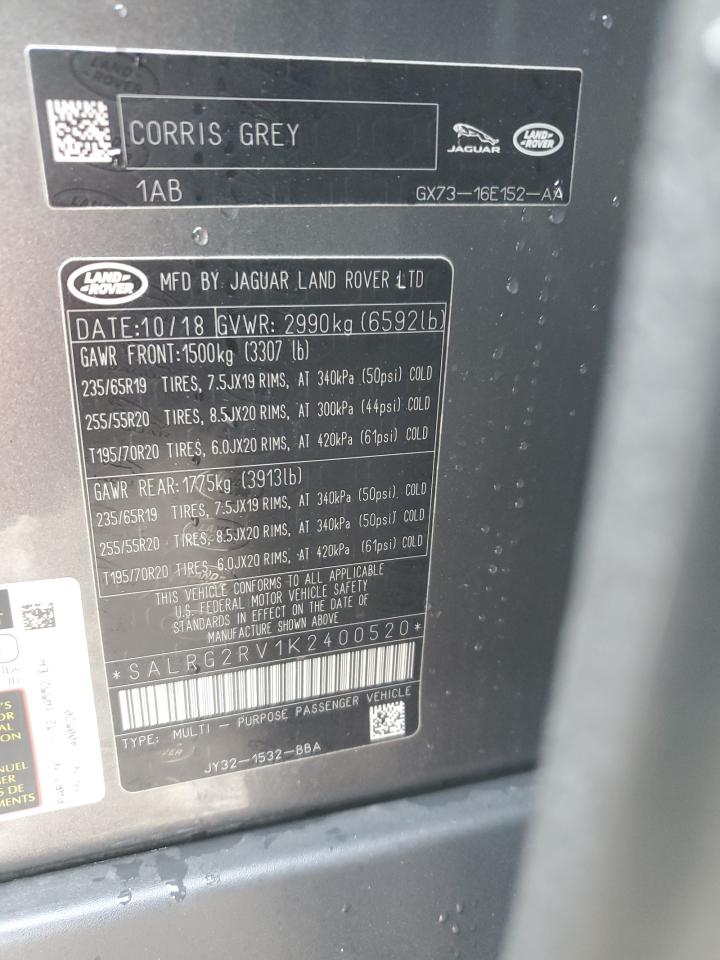 CORRIS GREY
JAGUAR
LAND ROVER
1AB
GX73-16E152-AA
LAND ROVER
MFD BY JAGUAR LAND ROVER LTD
DATE:10/18 GVWR: 2990kg (6592lb)
GAWR FRONT:1500kg (3307 lb)
235/65R19 TIRES, 7.5JX19 RIMS, AT 340kPa (50psi) COLD
255/55R20 TIRES, 8.5JX20 RIMS, AT 300kPa (44psi) COLD
T195/70R20 TIRES, 6.0JX20 RIMS, AT 420kPa (61psi) COLD
GAWR REAR:1775kg (3913lb)
235/65R19 TIRES, 7.5JX19 RIMS, AT 340kPa (50psi) COLD
255/55R20 TIRES, 8.5JX20 RIMS, AT 340kPa (50psi) COLD
T195/70R20 TIRES, 6.0JX20 RIMS, AT 420kPa (61psi) COLD
THIS VEHICLE CONFORMS TO ALL APPLICABLE
U.S. FEDERAL MOTOR VEHICLE SAFETY
STANDARDS IN EFFECT ON THE DATE OF
MANUFACTURE SHOWN ABOVE
*SALRG2RV1K2400520*
TYPE: MULTI - PURPOSE PASSENGER VEHICLE
JY32-1532-BBA
400520